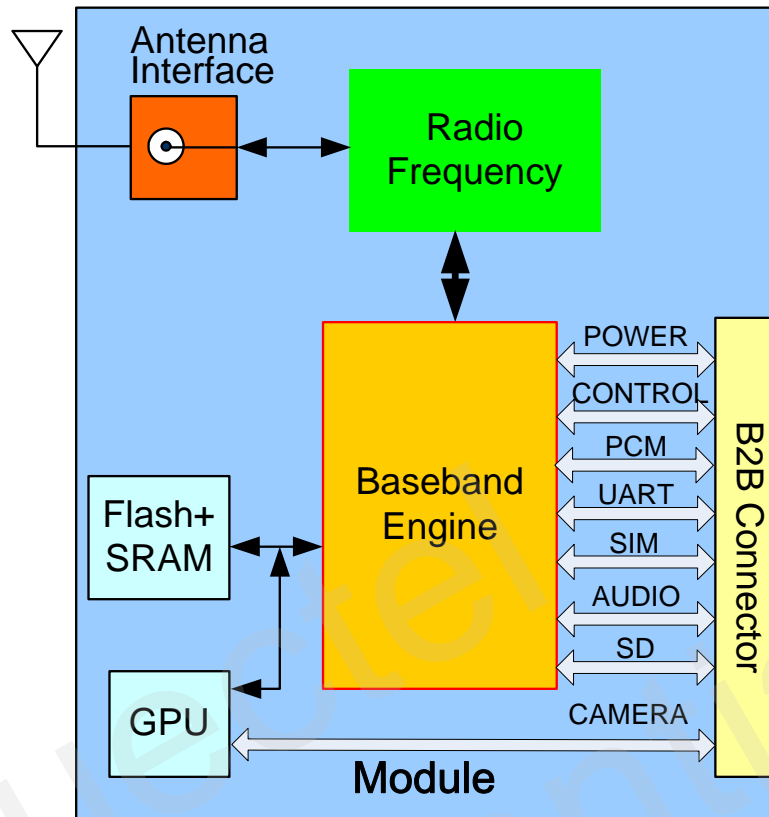 Antenna
Interface
Radio
Frequency
Baseband
Engine
Flash+
SRAM
GPU
POWER
CONTROL
PCM
UART
SIM
AUDIO
SD
CAMERA
B2B Connector
Module